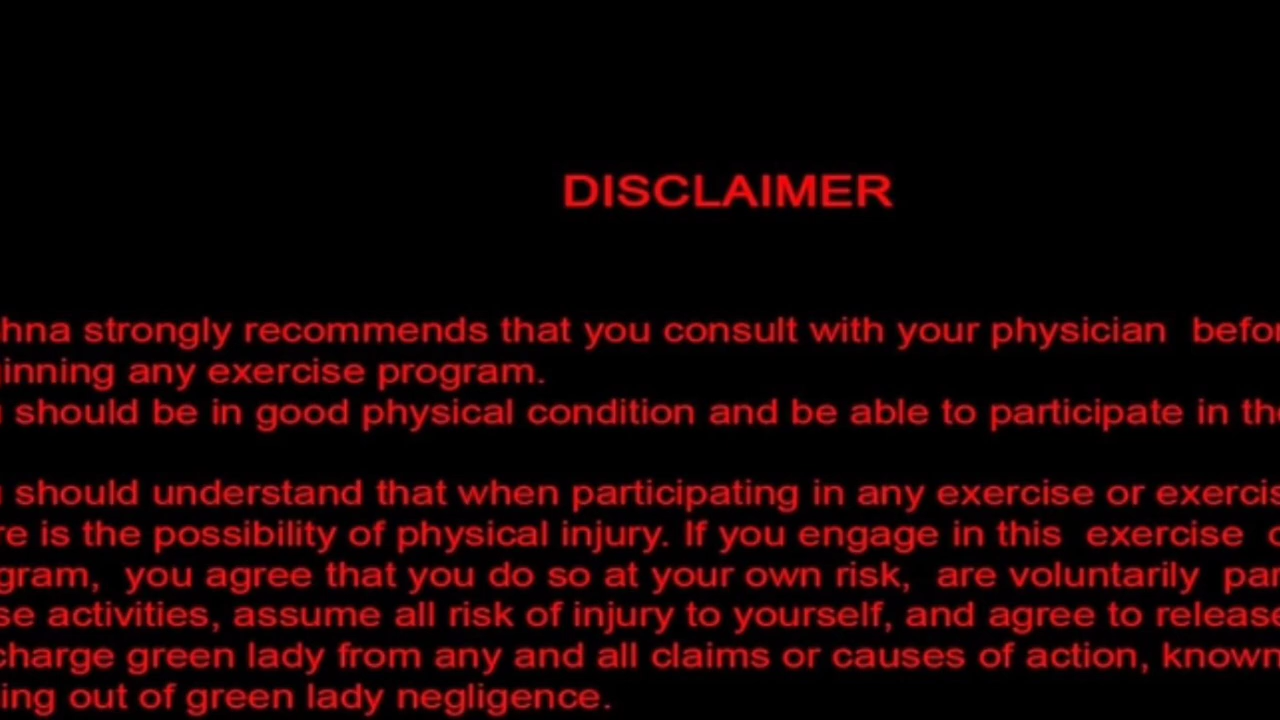 DISCLAIMER
hna strongly recommends that you consult with your physician befor
inning any exercise program.
should be in good physical condition and be able to participate in the
should understand that when participating in any exercise or exercis
re is the possibility of physical injury. If you engage in this exercise
gram, you agree that you do so at your own risk, are voluntarily par
se activities, assume all risk of injury to yourself, and agree to release
charge green lady from any and all claims or causes of action, known
ing out of green lady negligence.